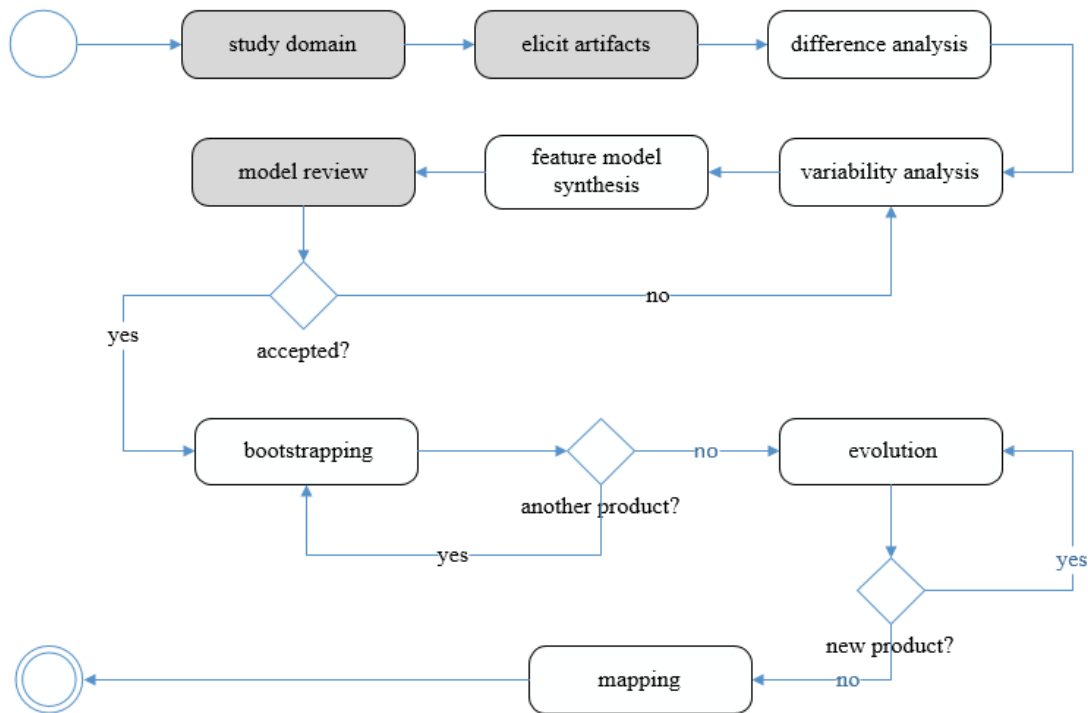 study domain
elicit artifacts
difference analysis
model review
feature model
synthesis
variability analysis
no
yes
accepted?
bootstrapping
no
evolution
another product?
yes
yes
new product?
mapping
no